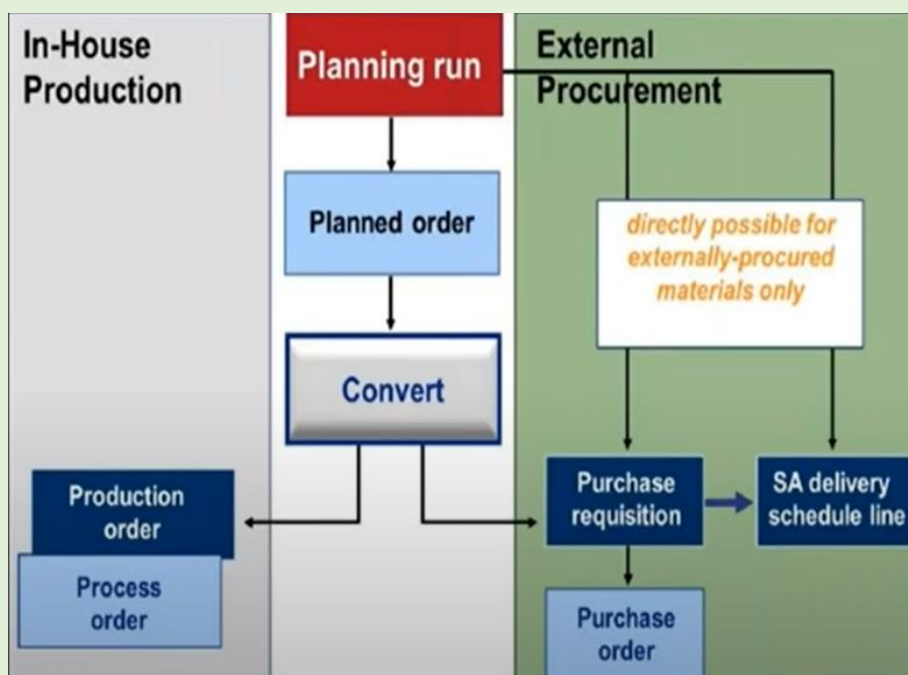 In-House
Production
Planning run
External
Procurement
Planned order
directly possible for
externally-procured
materials only
Convert
Production
order
Process
order
Purchase
requisition
SA delivery
schedule line
Purchase
order